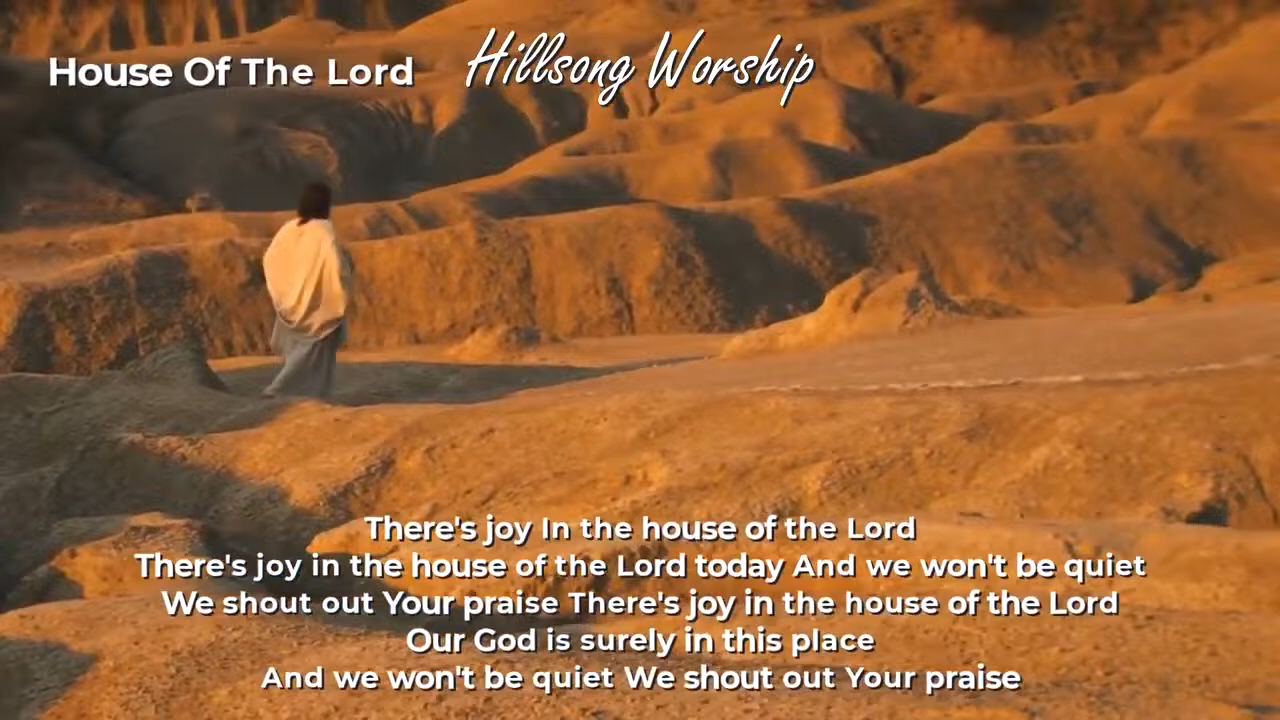 House Of The Lord
Hillsong Worship
There's joy In the house of the Lord
There's joy in the house of the Lord today And we won't be quiet
We shout out Your praise There's joy in the house of the Lord
Our God is surely in this place
And we won't be quiet We shout out Your praise